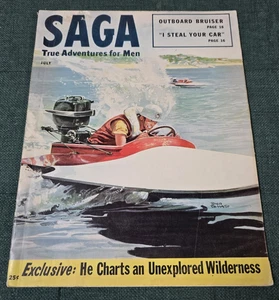 SAGA
True Adventures for Men
JULY
OUTBOARD BRUISER
PAGE 16
"I STEAL YOUR CAR"
PAGE 26
25¢ Exclusive: He Charts an Unexplored Wilderness